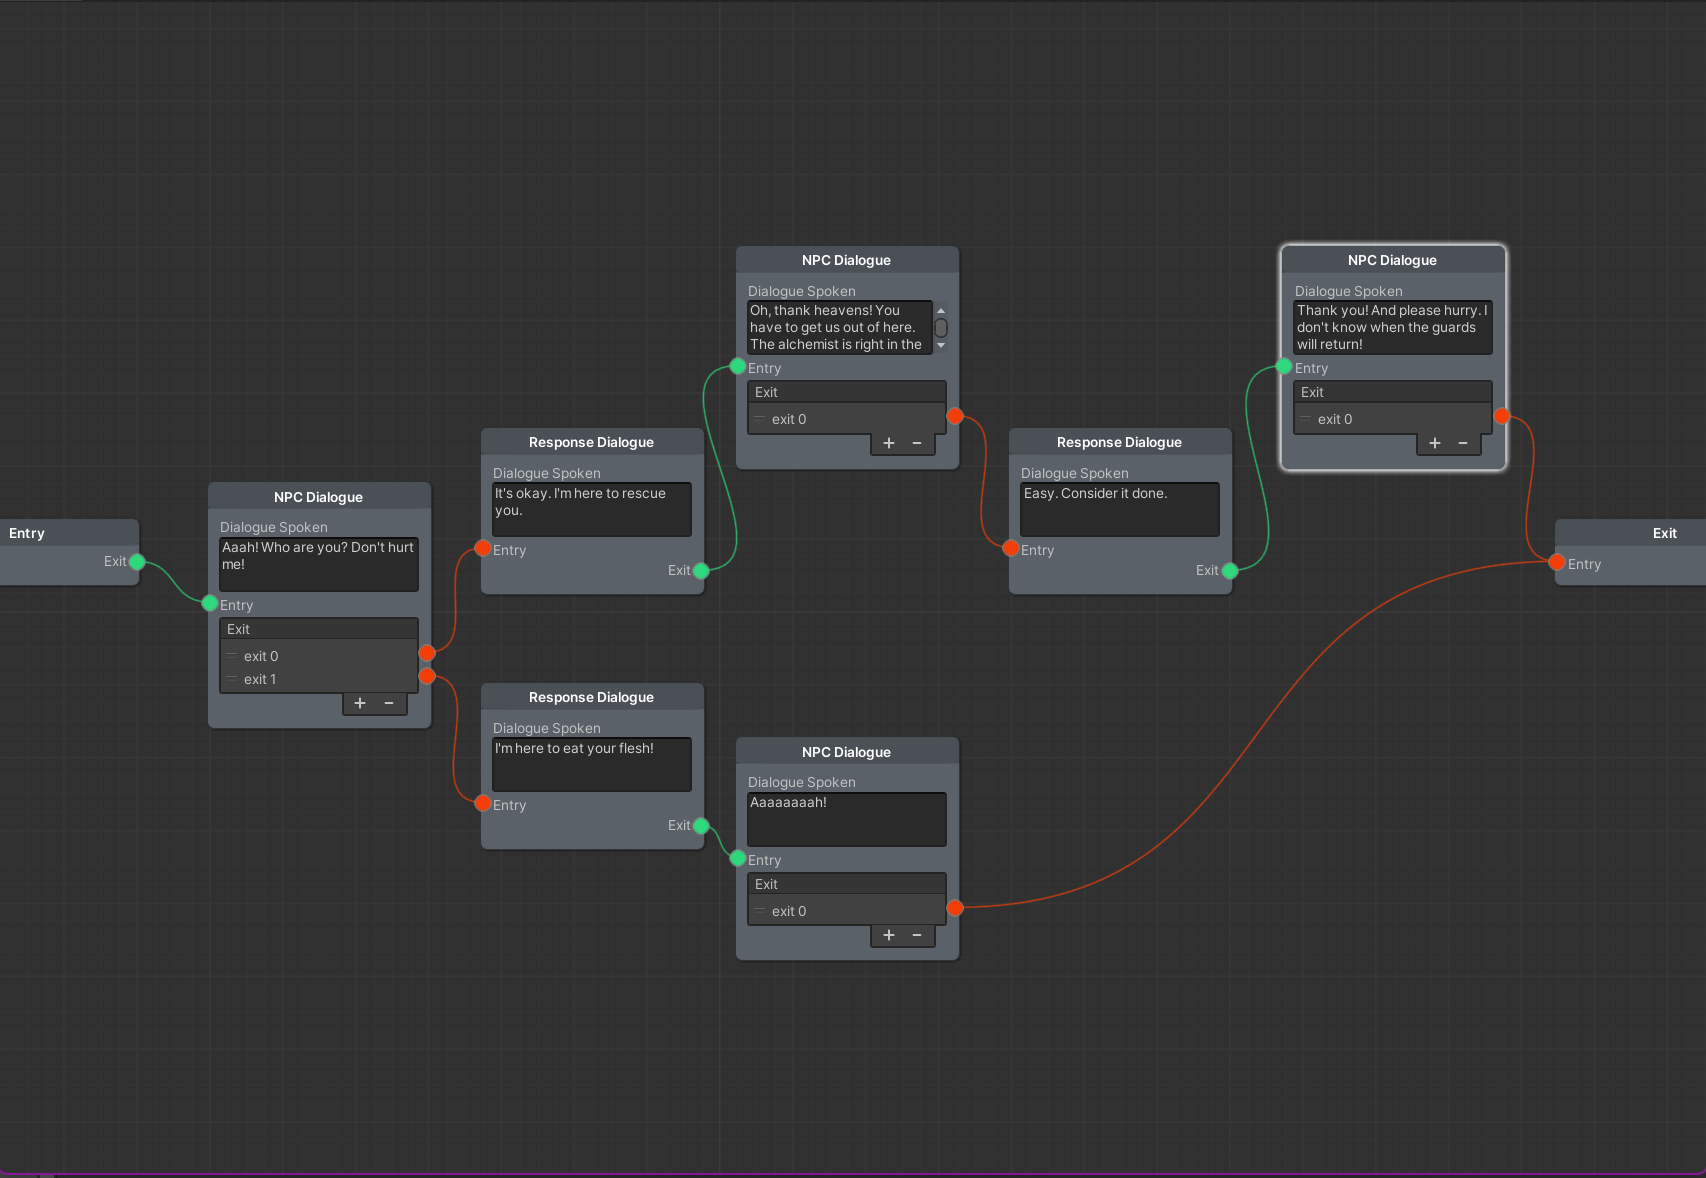 Entry
Exit
NPC Dialogue
Dialogue Spoken
Aaah! Who are you? Don't hurt
me!
Entry
Exit
exit 0
exit 1
+ −
Response Dialogue
Dialogue Spoken
It's okay. I'm here to rescue
you.
Entry
Exit
Response Dialogue
Dialogue Spoken
I'm here to eat your flesh!
Entry
Exit
NPC Dialogue
Dialogue Spoken
Oh, thank heavens! You
have to get us out of here.
The alchemist is right in the
Entry
Exit
exit 0
+ −
NPC Dialogue
Dialogue Spoken
Aaaaaaaah!
Entry
Exit
exit 0
+ −
Response Dialogue
Dialogue Spoken
Easy. Consider it done.
Entry
Exit
NPC Dialogue
Dialogue Spoken
Thank you! And please hurry. I
don't know when the guards
will return!
Entry
Exit
exit 0
+ −
Exit
Entry